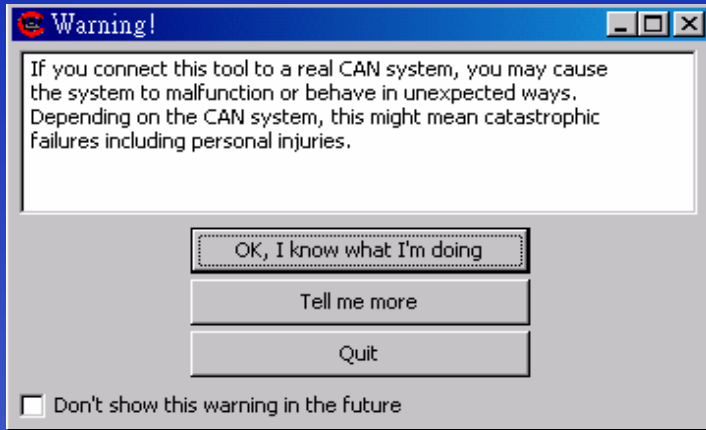 Warning!
If you connect this tool to a real CAN system, you may cause
the system to malfunction or behave in unexpected ways.
Depending on the CAN system, this might mean catastrophic
failures including personal injuries.
OK, I know what I'm doing
Tell me more
Quit
Don't show this warning in the future